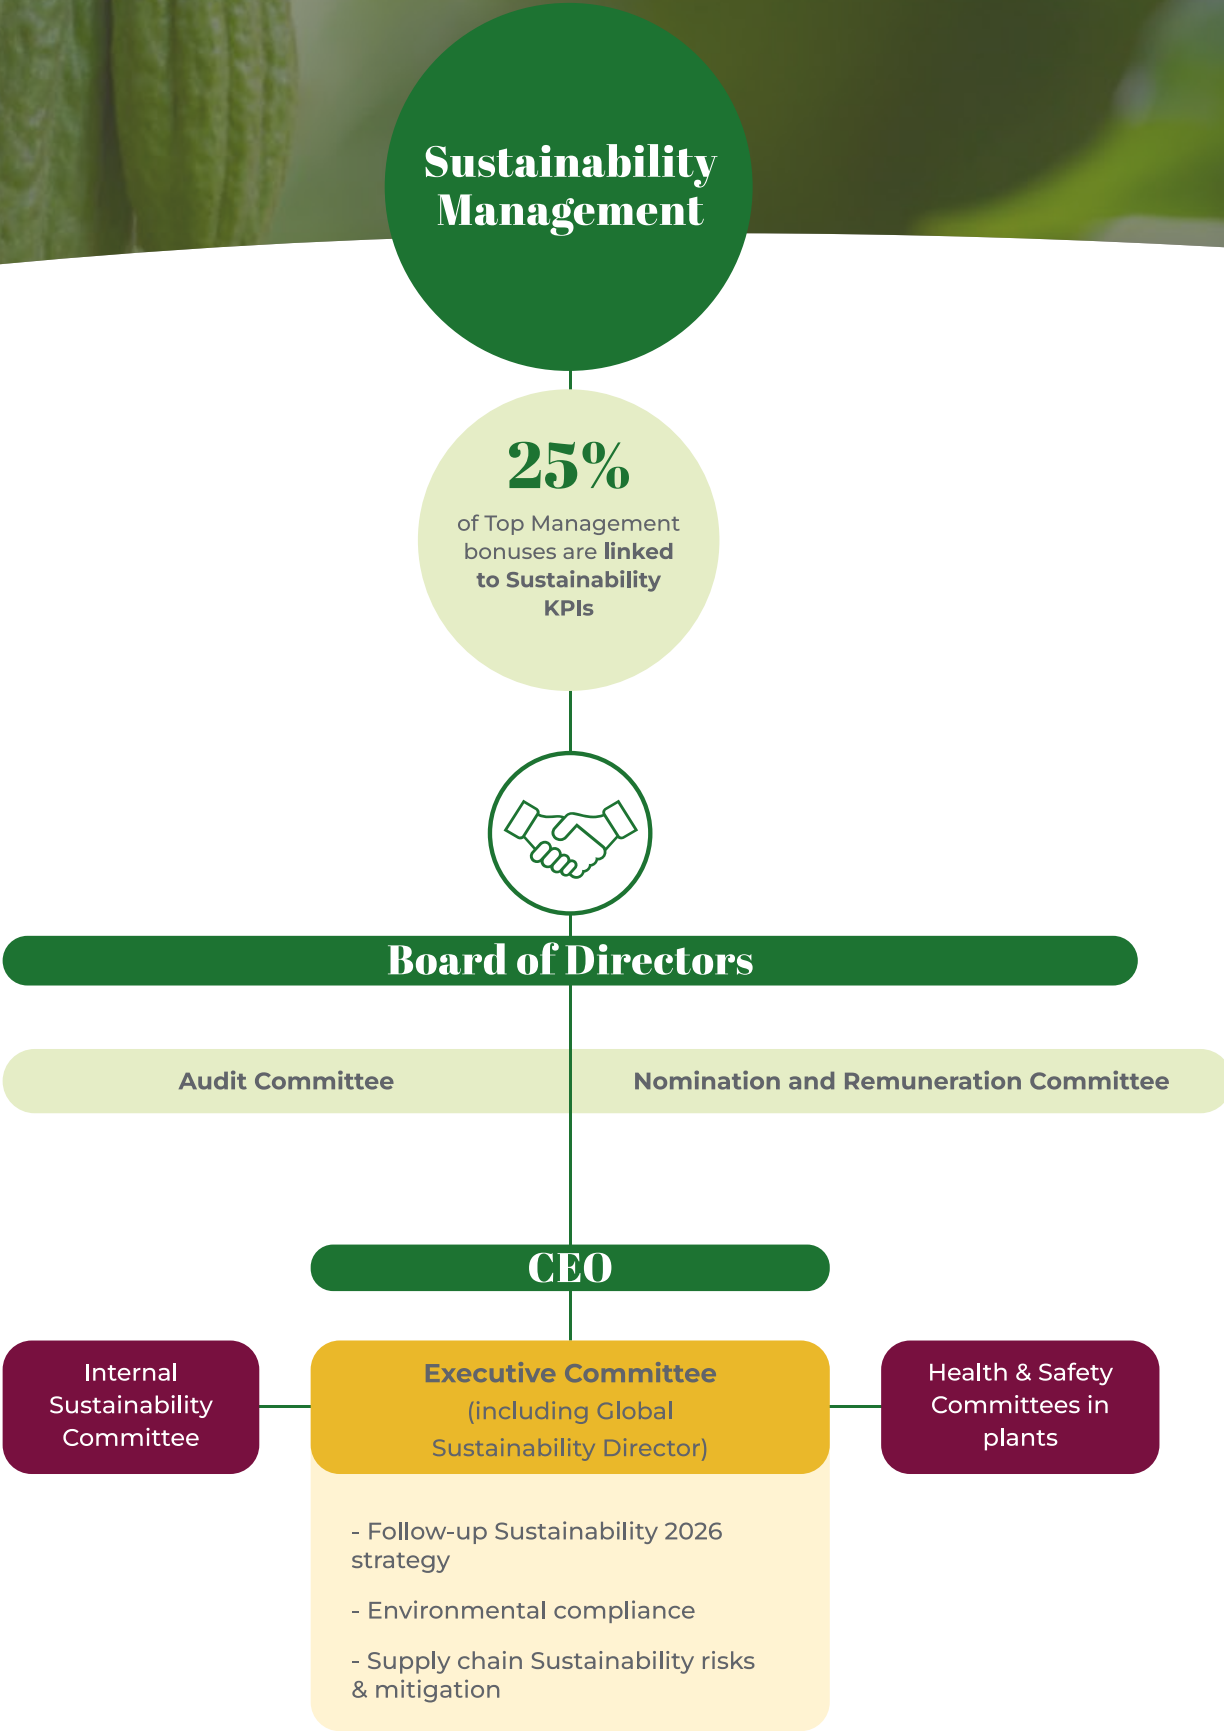 Sustainability
Management
25%
of Top Management
bonuses are linked
to Sustainability
KPIs
Board of Directors
Audit Committee
Nomination and Remuneration Committee
CEO
Internal
Sustainability
Committee
Executive Committee
(including Global
Sustainability Director)
Health & Safety
Committees in
plants
- Follow-up Sustainability 2026
strategy
- Environmental compliance
- Supply chain Sustainability risks
& mitigation